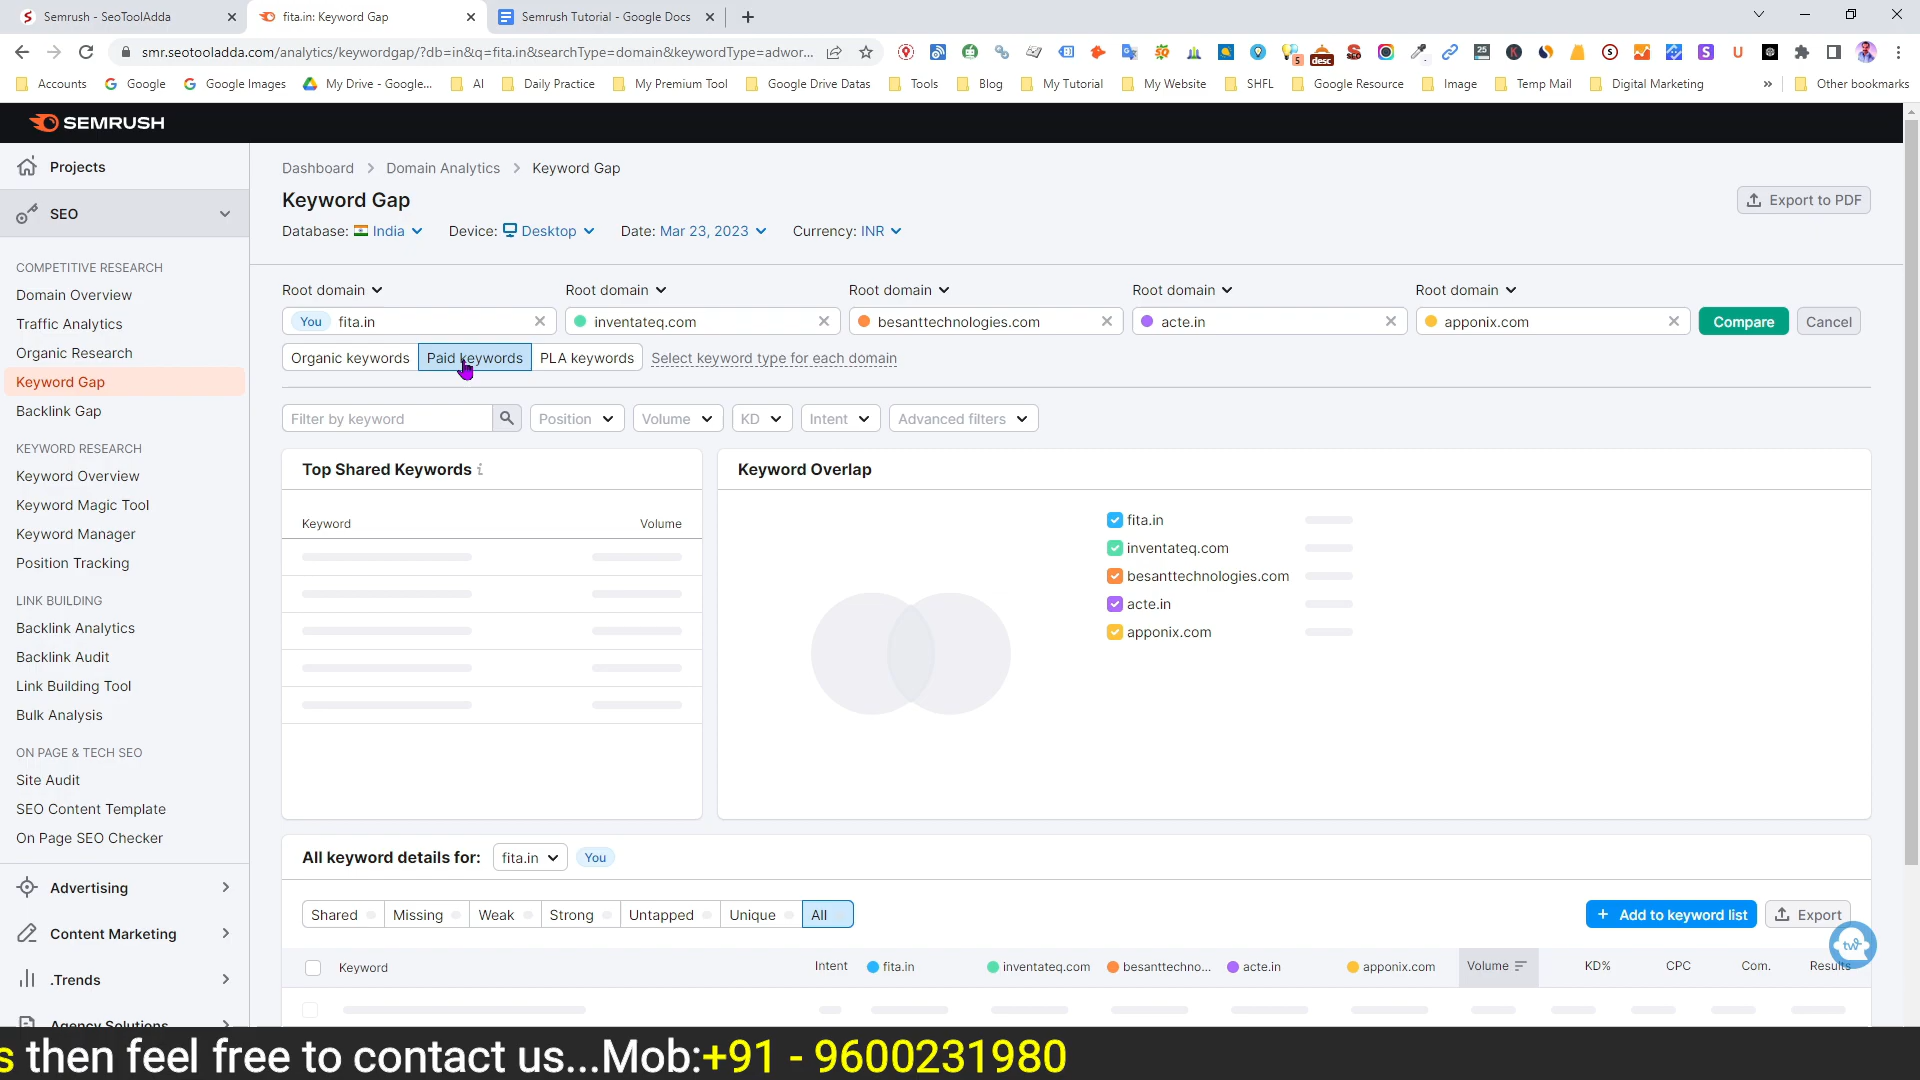 Semrush - SeoToolAdda
fita.in: Keyword Gap
Semrush Tutorial - Google Docs
smr.seotooladda.com/analytics/keywordgap/?db=in&q=fita.in&searchType=domain&keywordType=adwor...
Accounts
Google
Google Images
My Drive - Google...
AI
Daily Practice
My Premium Tool
Google Drive Datas
Tools
Blog
My Tutorial
My Website
SHFL
Google Resource
Image
Temp Mail
Digital Marketing
»
Other bookmarks
SEMRUSH
Projects
SEO
COMPETITIVE RESEARCH
Domain Overview
Traffic Analytics
Organic Research
Keyword Gap
Backlink Gap
KEYWORD RESEARCH
Keyword Overview
Keyword Magic Tool
Keyword Manager
Position Tracking
LINK BUILDING
Backlink Analytics
Backlink Audit
Link Building Tool
Bulk Analysis
ON PAGE & TECH SEO
Site Audit
SEO Content Template
On Page SEO Checker
Advertising
Content Marketing
.Trends
Agency Solutions
Dashboard > Domain Analytics > Keyword Gap
Keyword Gap
Export to PDF
Database: India Device: Desktop Date: Mar 23, 2023 Currency: INR
Root domain Root domain Root domain Root domain Root domain
You fita.in inventateq.com besanttechnologies.com acte.in apponix.com Compare Cancel
Organic keywords Paid keywords PLA keywords Select keyword type for each domain
Filter by keyword Position Volume KD Intent Advanced filters
Top Shared Keywords i
Keyword Volume
Keyword Overlap
fita.in
inventateq.com
besanttechnologies.com
acte.in
apponix.com
All keyword details for: fita.in You
Shared Missing Weak Strong Untapped Unique All
+ Add to keyword list Export
Keyword Intent fita.in inventateq.com besanttechno... acte.in apponix.com Volume KD% CPC Com. Results
s then feel free to contact us...Mob:+91 - 9600231980